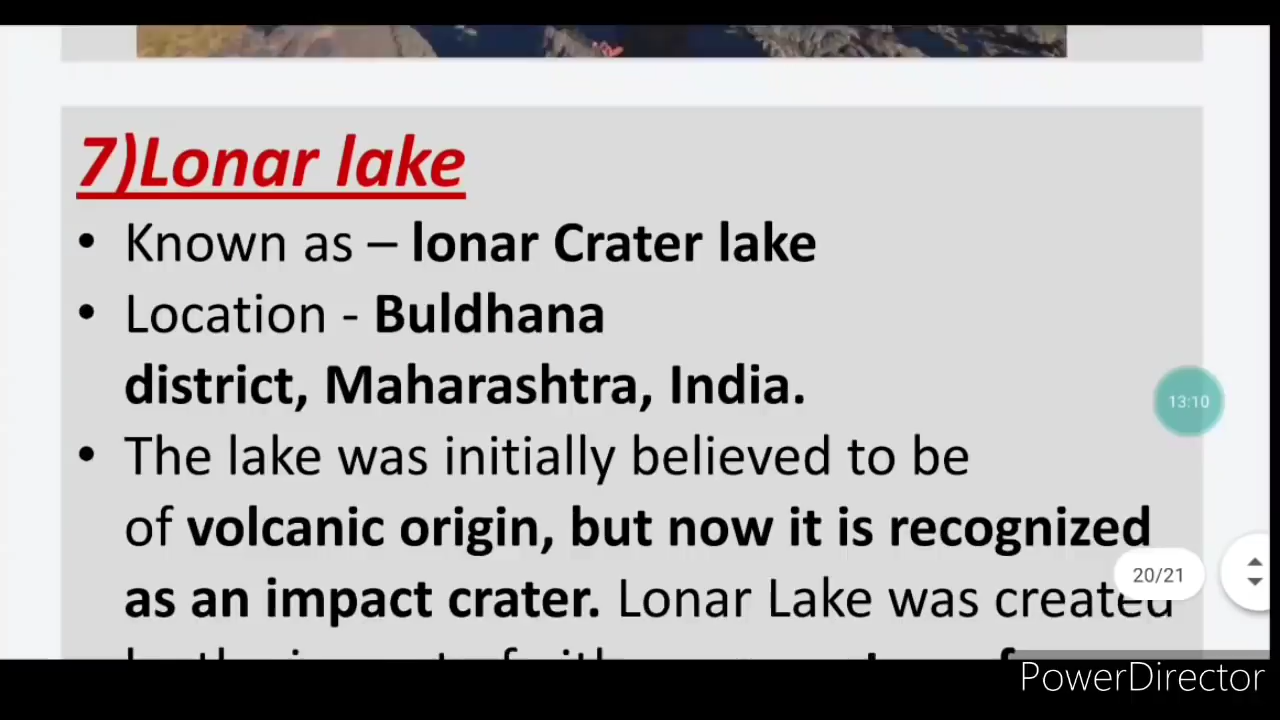 7)Lonar lake
• Known as – lonar Crater lake
• Location - Buldhana
district, Maharashtra, India.
13:10
• The lake was initially believed to be
of volcanic origin, but now it is recognized
20/21
as an impact crater. Lonar Lake was created
PowerDirector